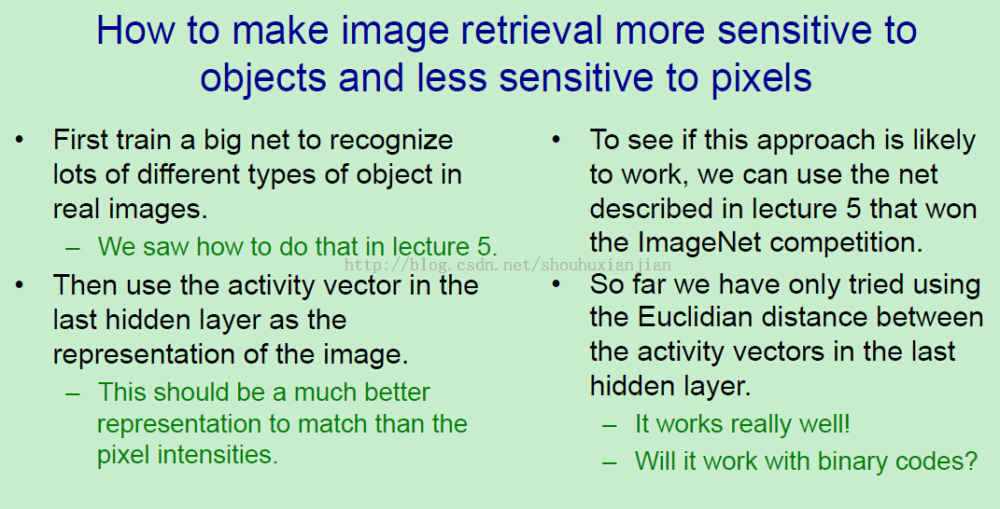 How to make image retrieval more sensitive to
objects and less sensitive to pixels
• First train a big net to recognize
lots of different types of object in
real images.
– We saw how to do that in lecture 5.
• Then use the activity vector in the
last hidden layer as the
representation of the image.
– This should be a much better
representation to match than the
pixel intensities.
• To see if this approach is likely
to work, we can use the net
described in lecture 5 that won
the ImageNet competition.
• So far we have only tried using
the Euclidian distance between
the activity vectors in the last
hidden layer.
– It works really well!
– Will it work with binary codes?
http://blog.csdn.net/shouhuxianjian